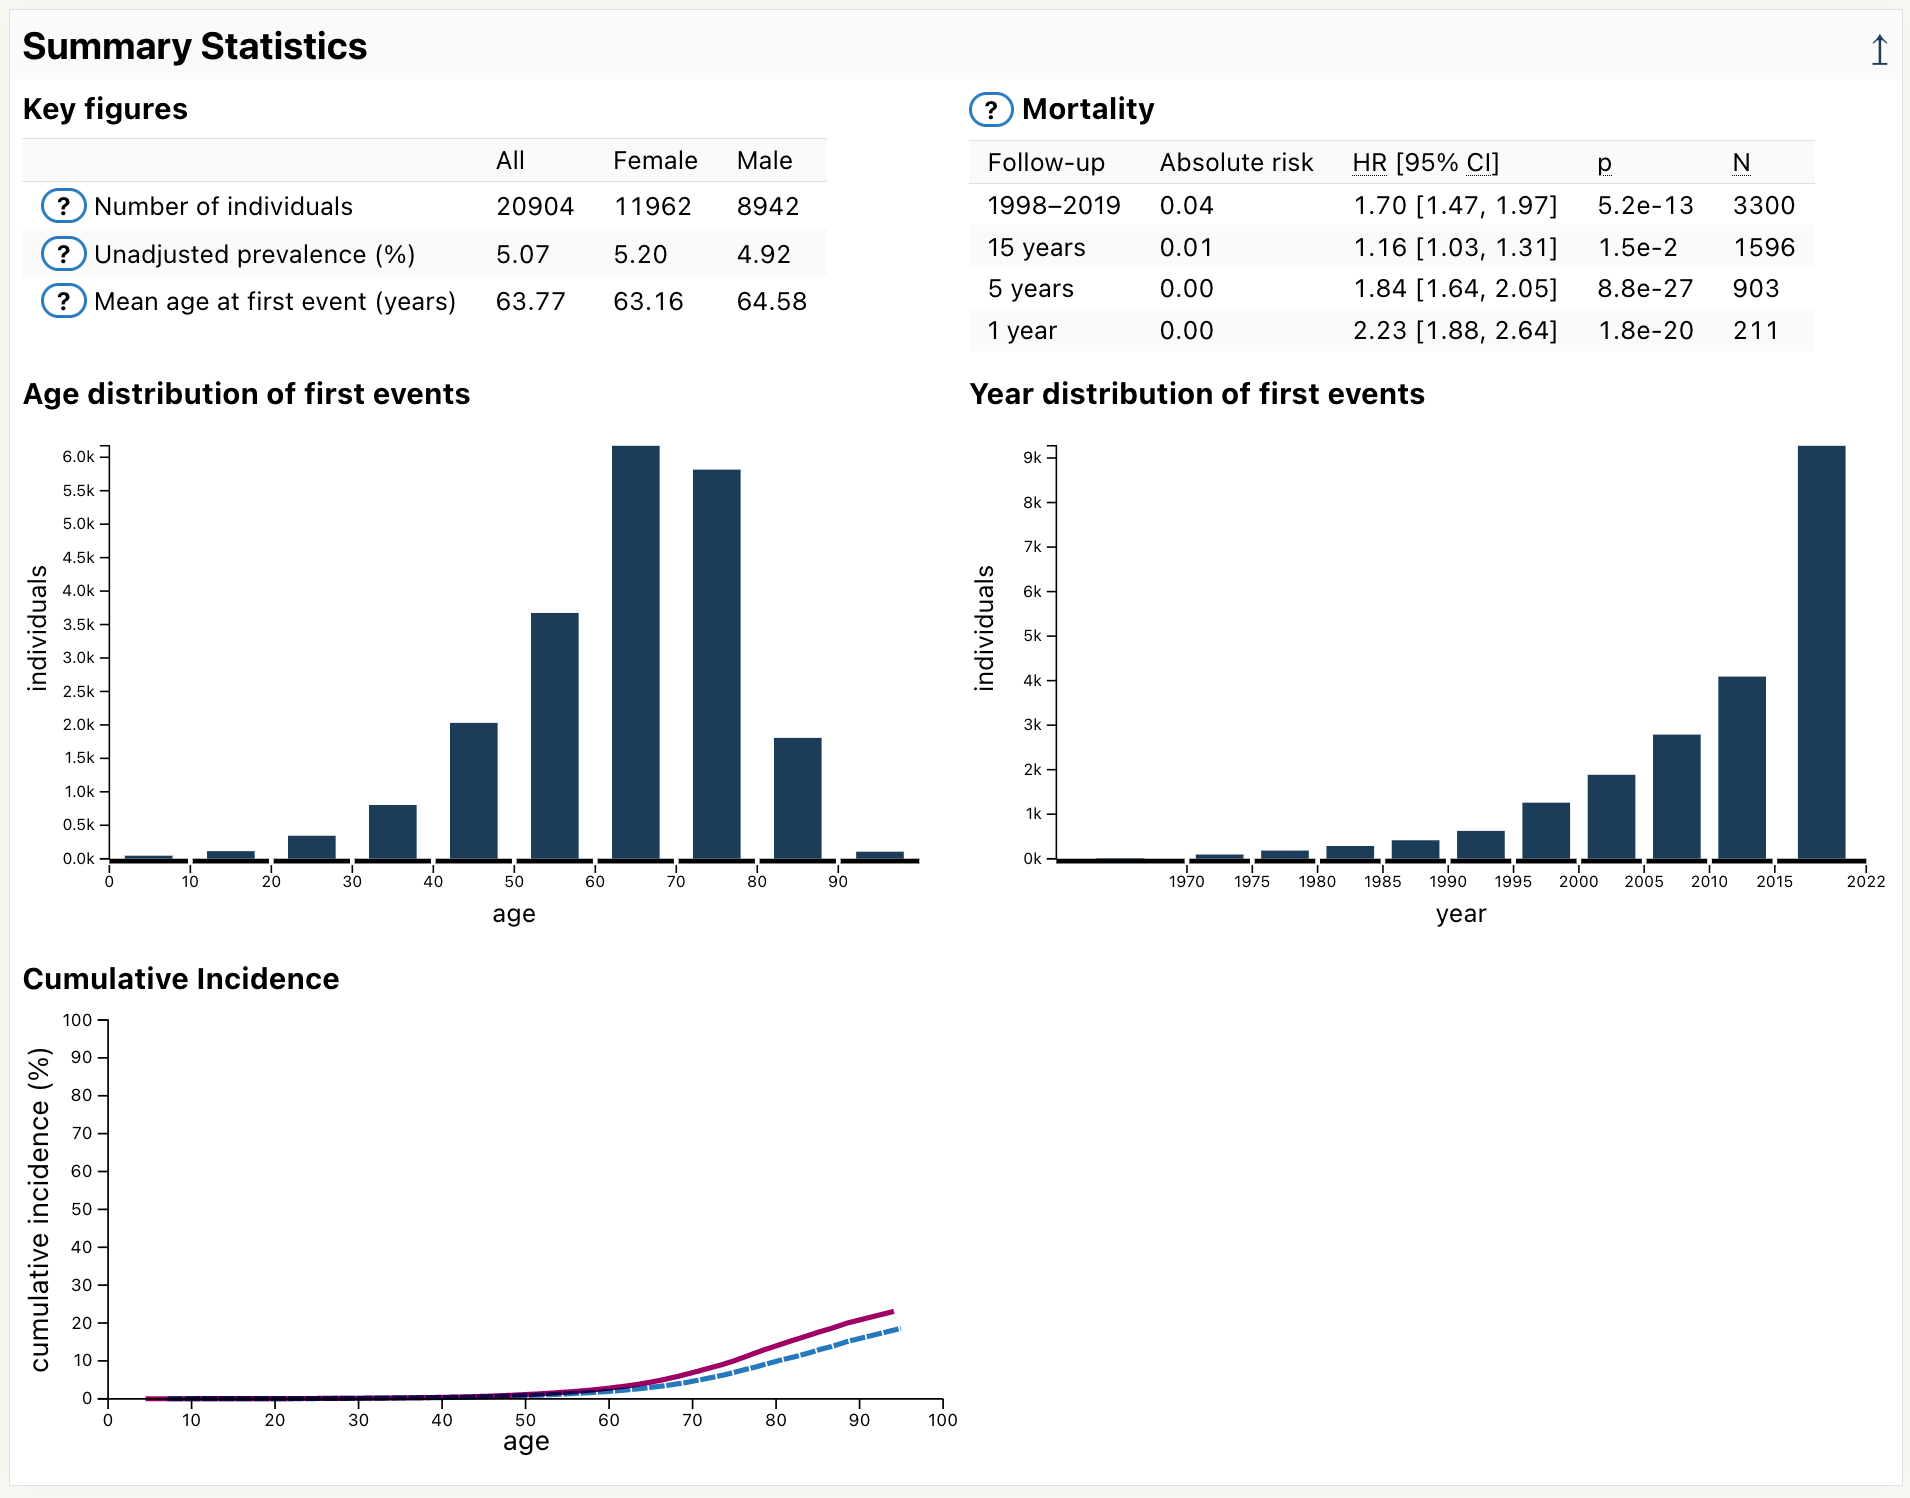 Summary Statistics
↥
Key figures
All Female Male
? Number of individuals 20904 11962 8942
? Unadjusted prevalence (%) 5.07 5.20 4.92
? Mean age at first event (years) 63.77 63.16 64.58
? Mortality
Follow-up Absolute risk HR [95% CI] p N
1998–2019 0.04 1.70 [1.47, 1.97] 5.2e-13 3300
15 years 0.01 1.16 [1.03, 1.31] 1.5e-2 1596
5 years 0.00 1.84 [1.64, 2.05] 8.8e-27 903
1 year 0.00 2.23 [1.88, 2.64] 1.8e-20 211
Age distribution of first events
individuals
6.0k
5.5k
5.0k
4.5k
4.0k
3.5k
3.0k
2.5k
2.0k
1.5k
1.0k
0.5k
0.0k
0 10 20 30 40 50 60 70 80 90
age
Year distribution of first events
individuals
9k
8k
7k
6k
5k
4k
3k
2k
1k
0k
1970 1975 1980 1985 1990 1995 2000 2005 2010 2015 2022
year
Cumulative Incidence
cumulative incidence (%)
100
90
80
70
60
50
40
30
20
10
0
0 10 20 30 40 50 60 70 80 90 100
age